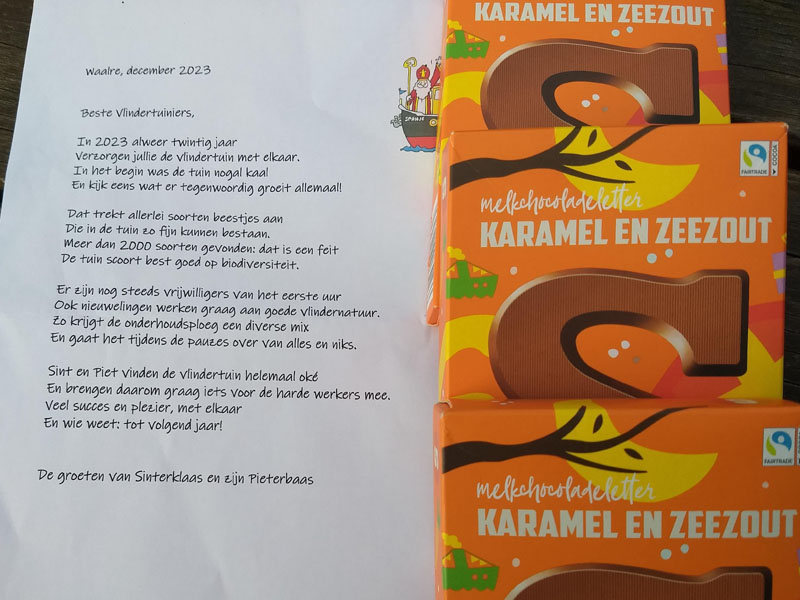 Waalre, december 2023
Beste Vlindertuiniers,
In 2023 alweer twintig jaar
Verzorgen jullie de vlindertuin met elkaar.
In het begin was de tuin nogal kaal
En kijk eens wat er tegenwoordig groeit allemaal!
Dat trekt allerlei soorten beestjes aan
Die in de tuin zo fijn kunnen bestaan.
Meer dan 2000 soorten gevonden: dat is een feit
De tuin scoort best goed op biodiversiteit.
Er zijn nog steeds vrijwilligers van het eerste uur
Ook nieuwelingen werken graag aan goede vlindernatuur.
Zo krijgt de onderhoudsploeg een diverse mix
En gaat het tijdens de pauzes over van alles en niks.
Sint en Piet vinden de vlindertuin helemaal oké
En brengen daarom graag iets voor de harde werkers mee.
Veel succes en plezier, met elkaar
En wie weet: tot volgend jaar!
De groeten van Sinterklaas en zijn Pieterbaas
SPANJE
KARAMEL EN ZEEZOUT
FAIRTRADE
COCOA
melkchocoladeletter
KARAMEL EN ZEEZOUT
FAIRTRADE
melkchocoladeletter
KARAMEL EN ZEEZOUT